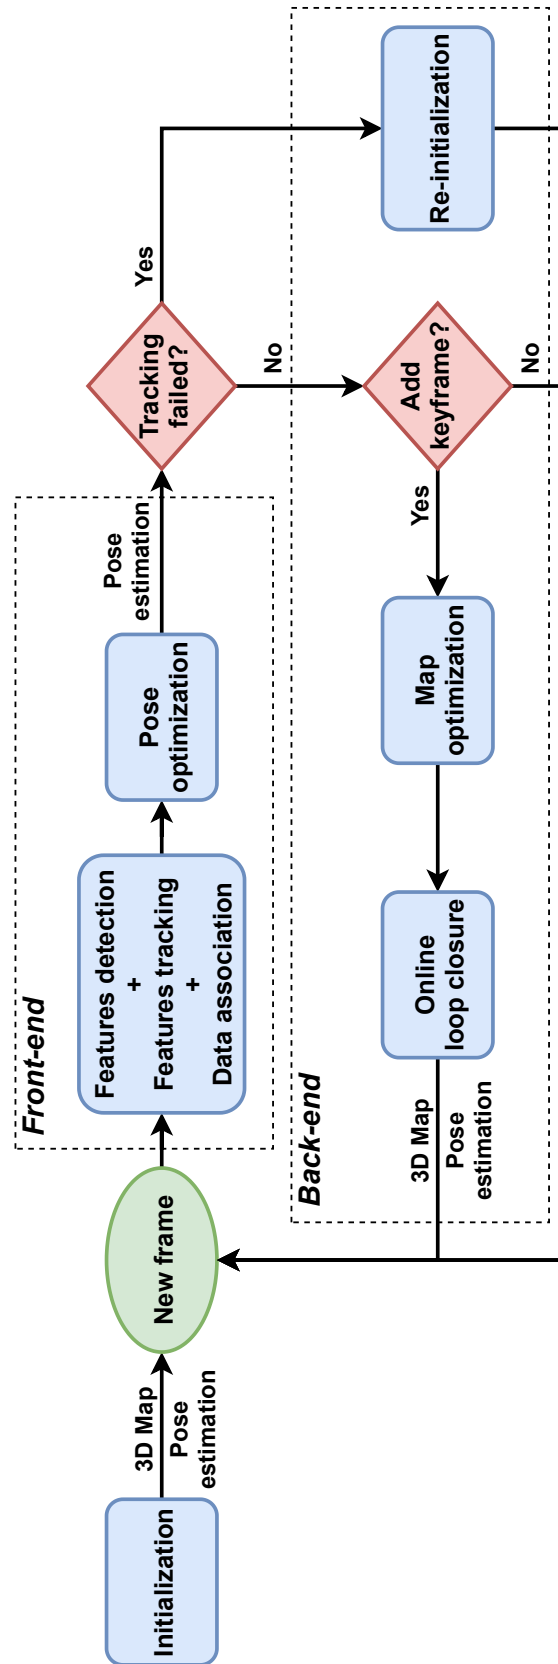 Initialization
3D Map
Pose
estimation
New frame
Front-end
Features detection
+
Features tracking
+
Data association
Pose
optimization
Pose
estimation
Tracking
failed?
Yes
No
Back-end
Re-initialization
Add
keyframe?
No
Yes
Map
optimization
Online
loop closure
3D Map
Pose
estimation